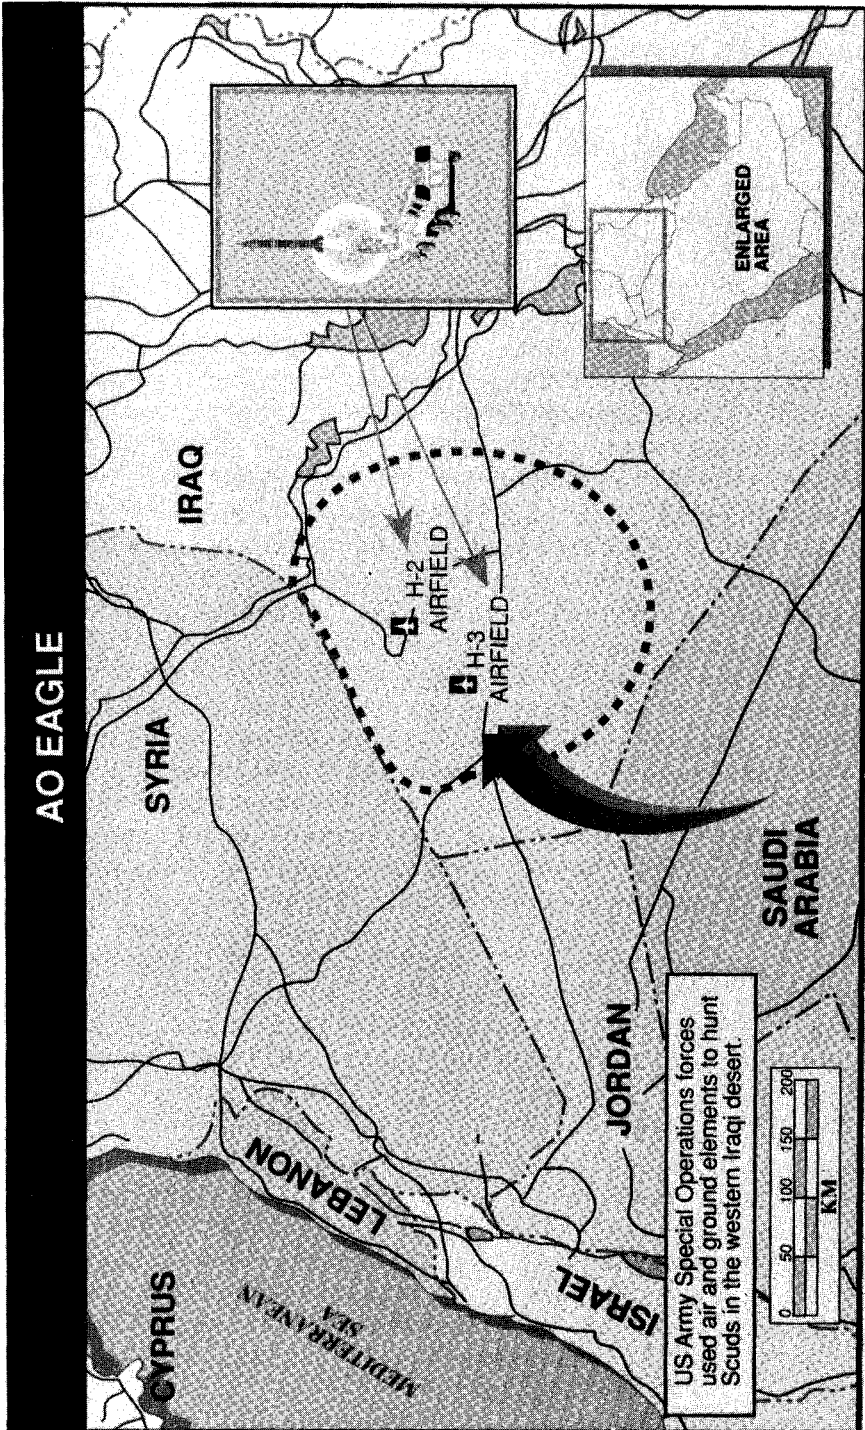 AO EAGLE
CYPRUS
MEDITERRANEAN
SEA
LEBANON
ISRAEL
SYRIA
IRAQ
JORDAN
SAUDI
ARABIA
H-2
AIRFIELD
H-3
AIRFIELD
ENLARGED
AREA
US Army Special Operations forces
used air and ground elements to hunt
Scuds in the western Iraqi desert.
0 50 100 150 200
KM